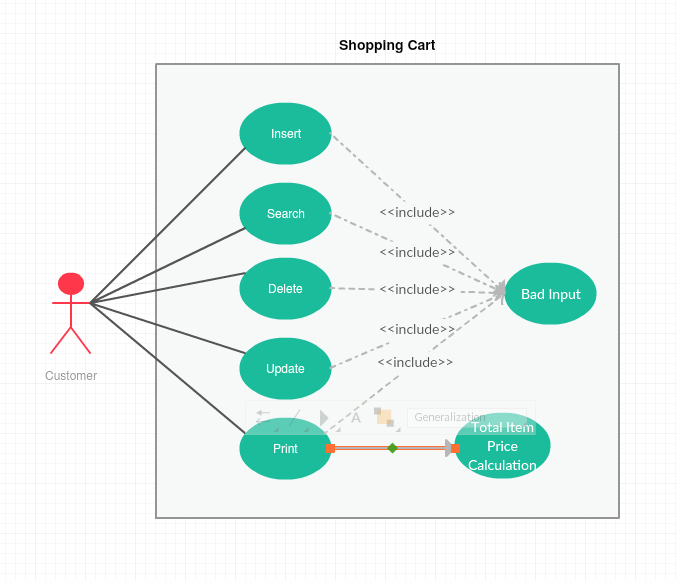 Shopping Cart
Insert
<<include>>
Search
<<include>>
Delete
<<include>>
Bad Input
<<include>>
Update
<<include>>
Customer
A
Generalization
Print
Total Item
Price
Calculation